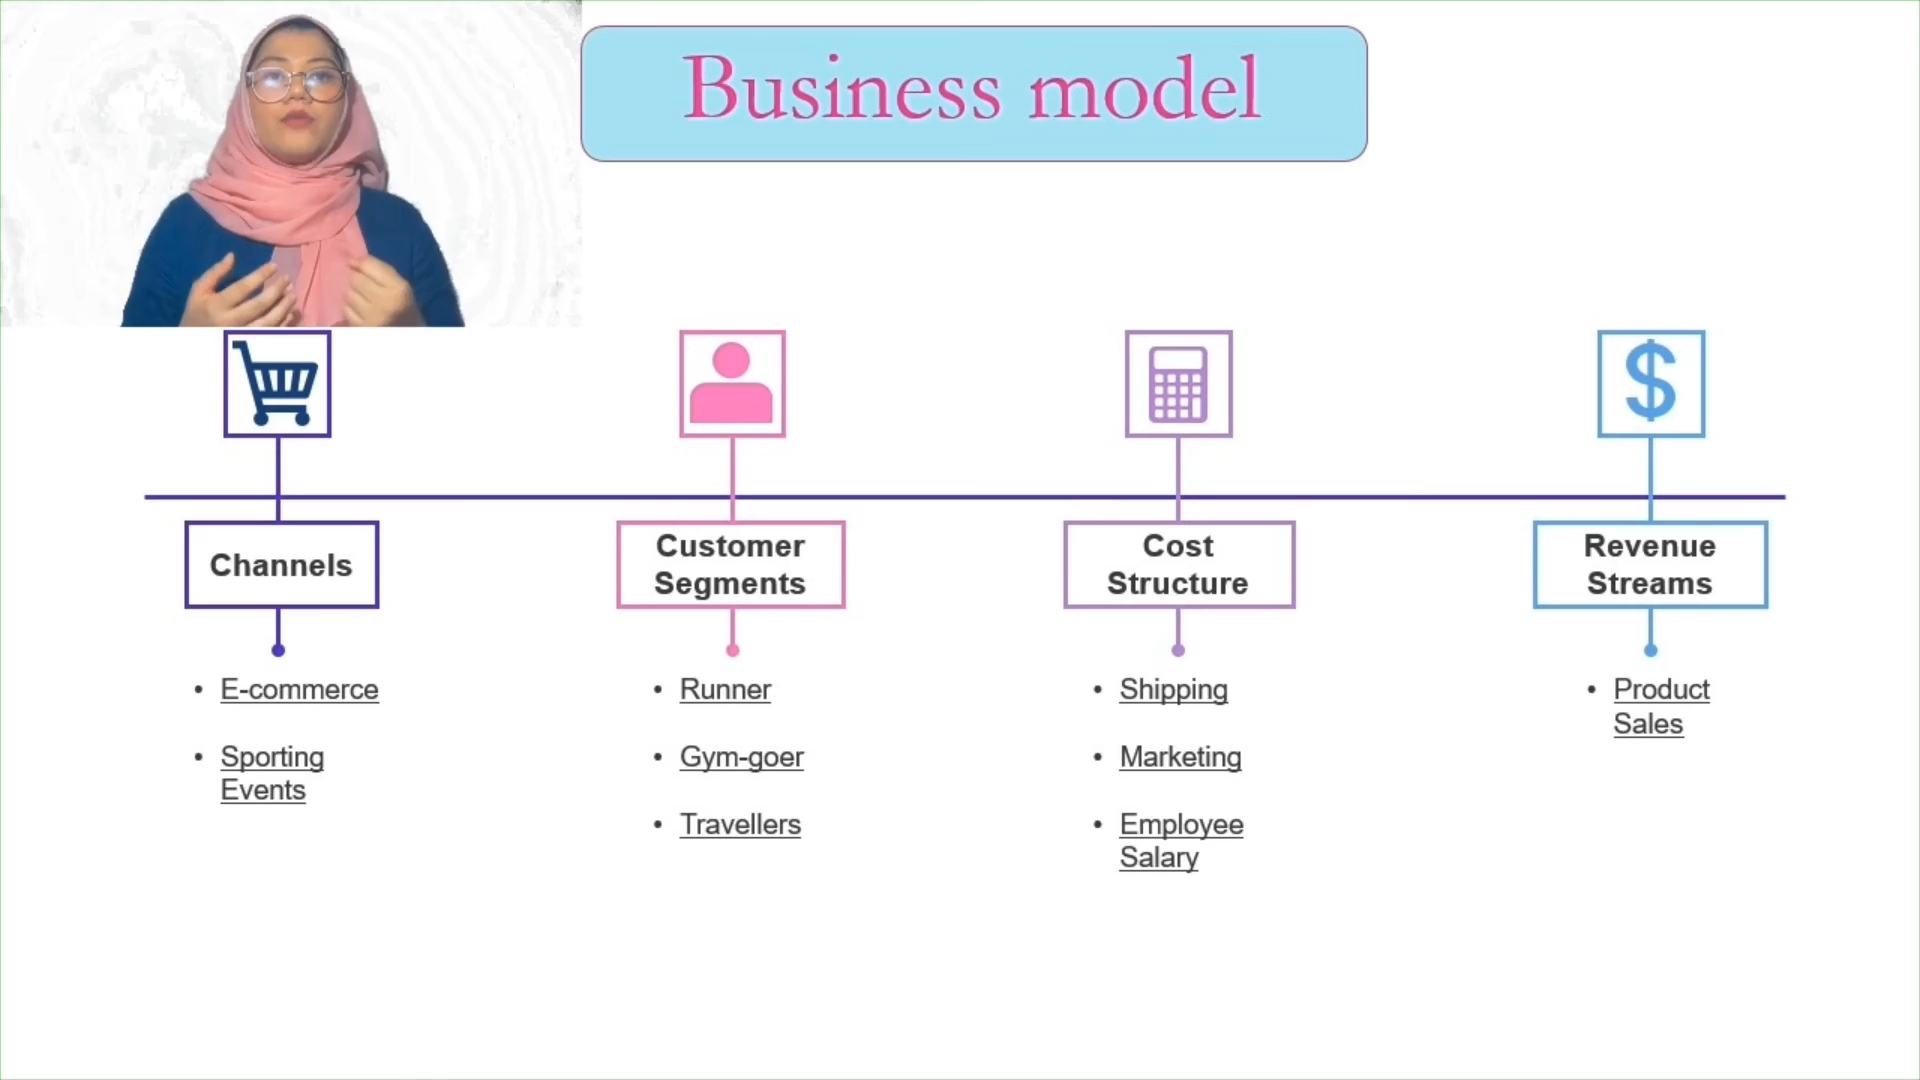 Business model
Channels
E-commerce
Sporting
Events
Customer
Segments
Runner
Gym-goer
Travellers
Cost
Structure
Shipping
Marketing
Employee
Salary
Revenue
Streams
Product
Sales